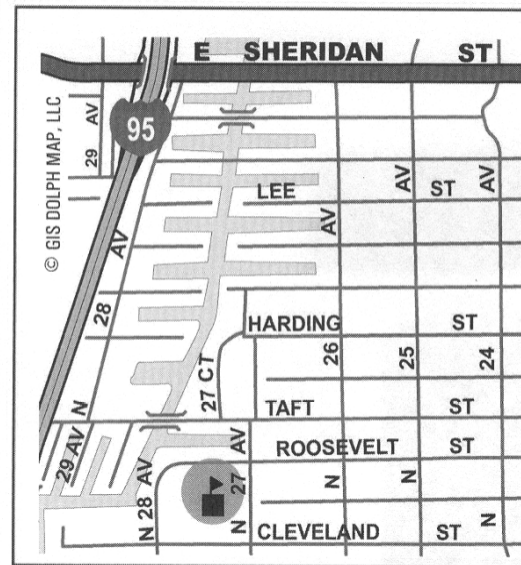 E SHERIDAN ST
95
29 AV
© GIS DOLPH MAP, LLC
LEE ST
N 28 AV
N 26 AV
N 25 AV
N 24 AV
HARDING ST
27 CT
TAFT ST
29 AV
ROOSEVELT ST
N 28 AV
N 27 AV
CLEVELAND ST